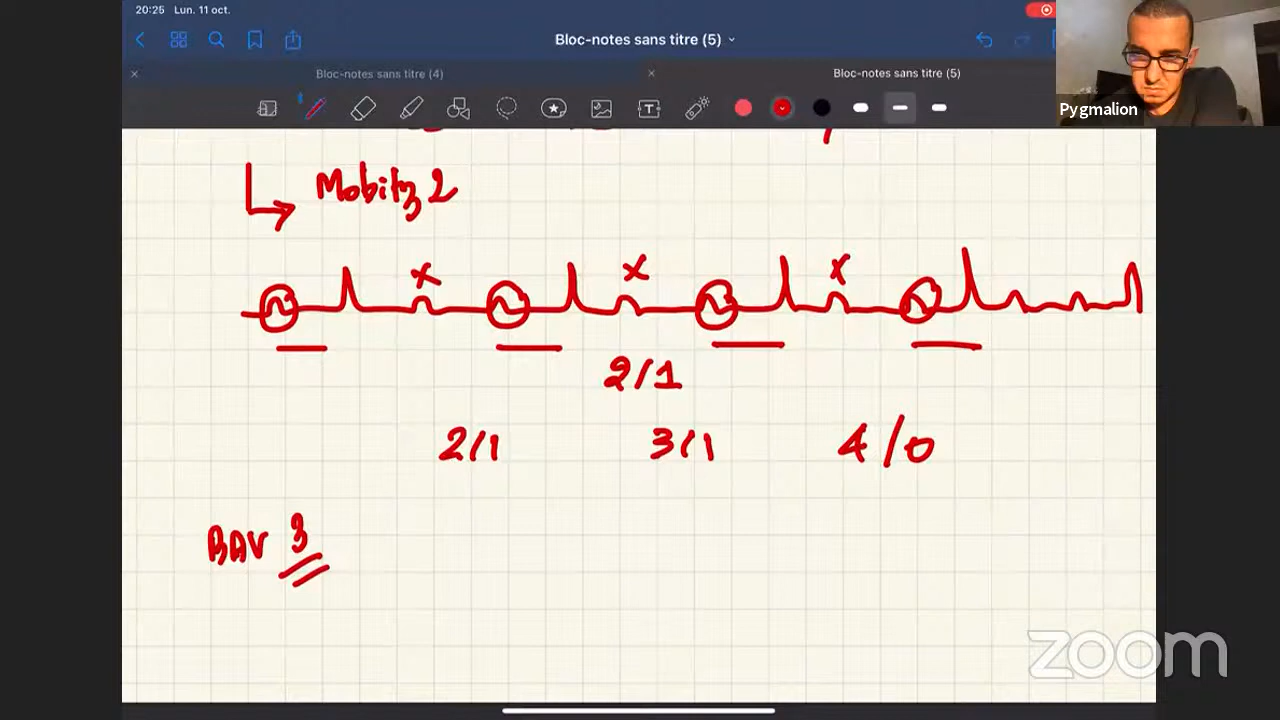 20:25 Lun. 11 oct.
Bloc-notes sans titre (5)
Bloc-notes sans titre (4)
Bloc-notes sans titre (5)
Pygmalion
Mobitz 2
x x x
2/1
2/1 3/1 4/0
BAV 3
zoom